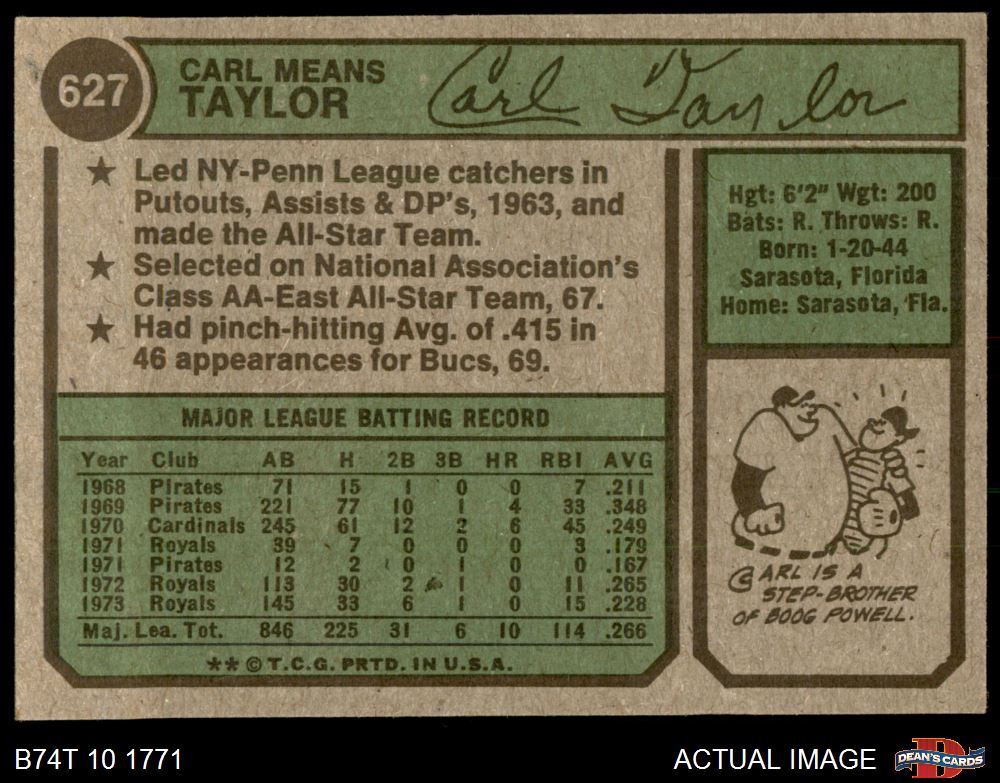 627
CARL MEANS
TAYLOR
Carl Taylor
★ Led NY-Penn League catchers in
Putouts, Assists & DP's, 1963, and
made the All-Star Team.
★ Selected on National Association's
Class AA-East All-Star Team, 67.
★ Had pinch-hitting Avg. of .415 in
46 appearances for Bucs, 69.
Hgt: 6'2" Wgt: 200
Bats: R. Throws: R.
Born: 1-20-44
Sarasota, Florida
Home: Sarasota, Fla.
MAJOR LEAGUE BATTING RECORD
Year Club AB H 2B 3B HR RBI AVG
1968 Pirates 71 15 1 0 0 7 .211
1969 Pirates 221 77 10 1 4 33 .348
1970 Cardinals 245 61 12 2 6 45 .249
1971 Royals 39 7 0 0 0 3 .179
1971 Pirates 12 2 0 1 0 0 .167
1972 Royals 113 30 2 1 0 11 .265
1973 Royals 145 33 6 1 0 15 .228
Maj. Lea. Tot. 846 225 31 6 10 114 .266
** © T.C.G. PRTD. IN U.S.A.
CARL IS A
STEP-BROTHER
OF BOOG POWELL.
B74T 10 1771
ACTUAL IMAGE
D
DEAN'S CARDS